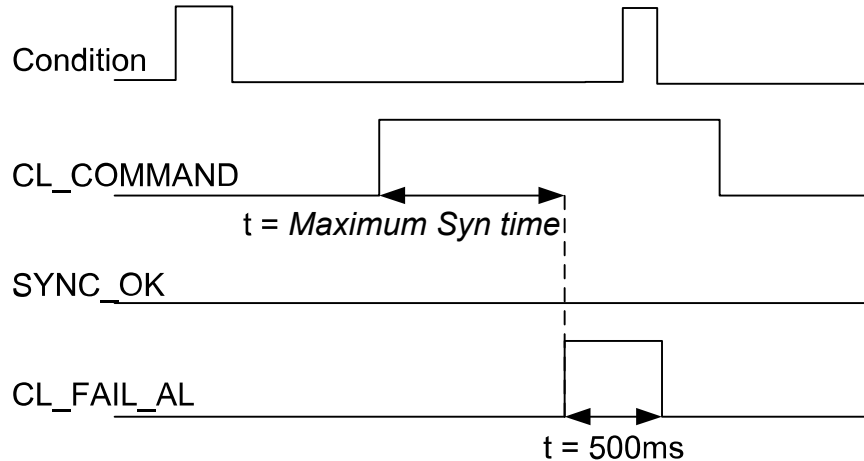 Condition
CL_COMMAND
t = Maximum Syn time
SYNC_OK
CL_FAIL_AL
t = 500ms